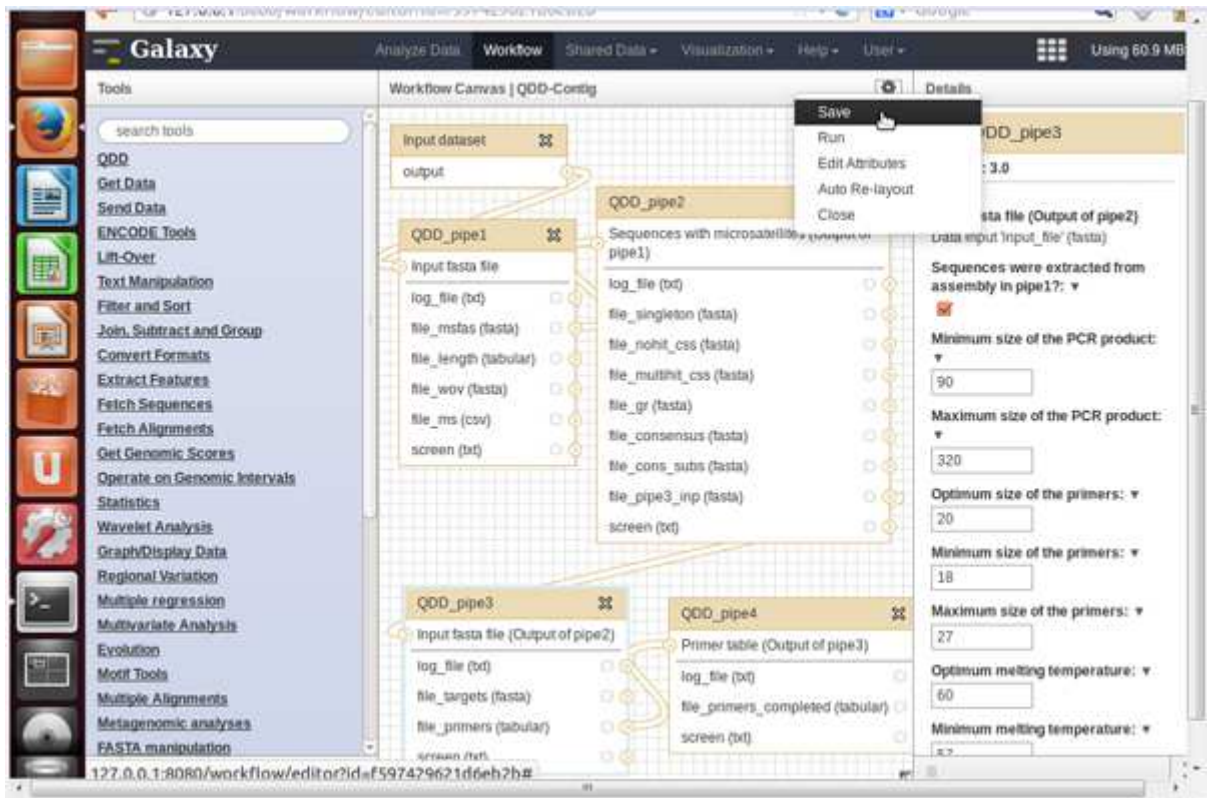 Galaxy
Analyze Data Workflow Shared Data Visualization Help User
Using 60.9 MB
Tools
search tools
QDD
Get Data
Send Data
ENCODE Tools
Lift-Over
Text Manipulation
Filter and Sort
Join, Subtract and Group
Convert Formats
Extract Features
Fetch Sequences
Fetch Alignments
Get Genomic Scores
Operate on Genomic Intervals
Statistics
Wavelet Analysis
Graph/Display Data
Regional Variation
Multiple regression
Multivariate Analysis
Evolution
Motif Tools
Multiple Alignments
Metagenomic analyses
FASTA manipulation
127.0.0.1:8080/workflow/editor?id=f597429621d6eb2b#
Workflow Canvas | QDD-Contig
Input dataset
output
QDD_pipe1
Input fasta file
log_file (txt)
file_msfas (fasta)
file_length (tabular)
file_wov (fasta)
file_ms (csv)
screen (txt)
QDD_pipe2
Sequences with microsatellites (Output of
pipe1)
log_file (txt)
file_singleton (fasta)
file_nohit_css (fasta)
file_multihit_css (fasta)
file_gr (fasta)
file_consensus (fasta)
file_cons_subs (fasta)
file_pipe3_inp (fasta)
screen (txt)
QDD_pipe3
Input fasta file (Output of pipe2)
log_file (txt)
file_targets (fasta)
file_primers (tabular)
screen (txt)
QDD_pipe4
Primer table (Output of pipe3)
log_file (txt)
file_primers_completed (tabular)
screen (txt)
Save
Run
Edit Attributes
Auto Re-layout
Close
Details
DD_pipe3
: 3.0
sta file (Output of pipe2)
Data input 'input_file' (fasta)
Sequences were extracted from
assembly in pipe1?:
Minimum size of the PCR product:
90
Maximum size of the PCR product:
320
Optimum size of the primers:
20
Minimum size of the primers:
18
Maximum size of the primers:
27
Optimum melting temperature:
60
Minimum melting temperature:
57